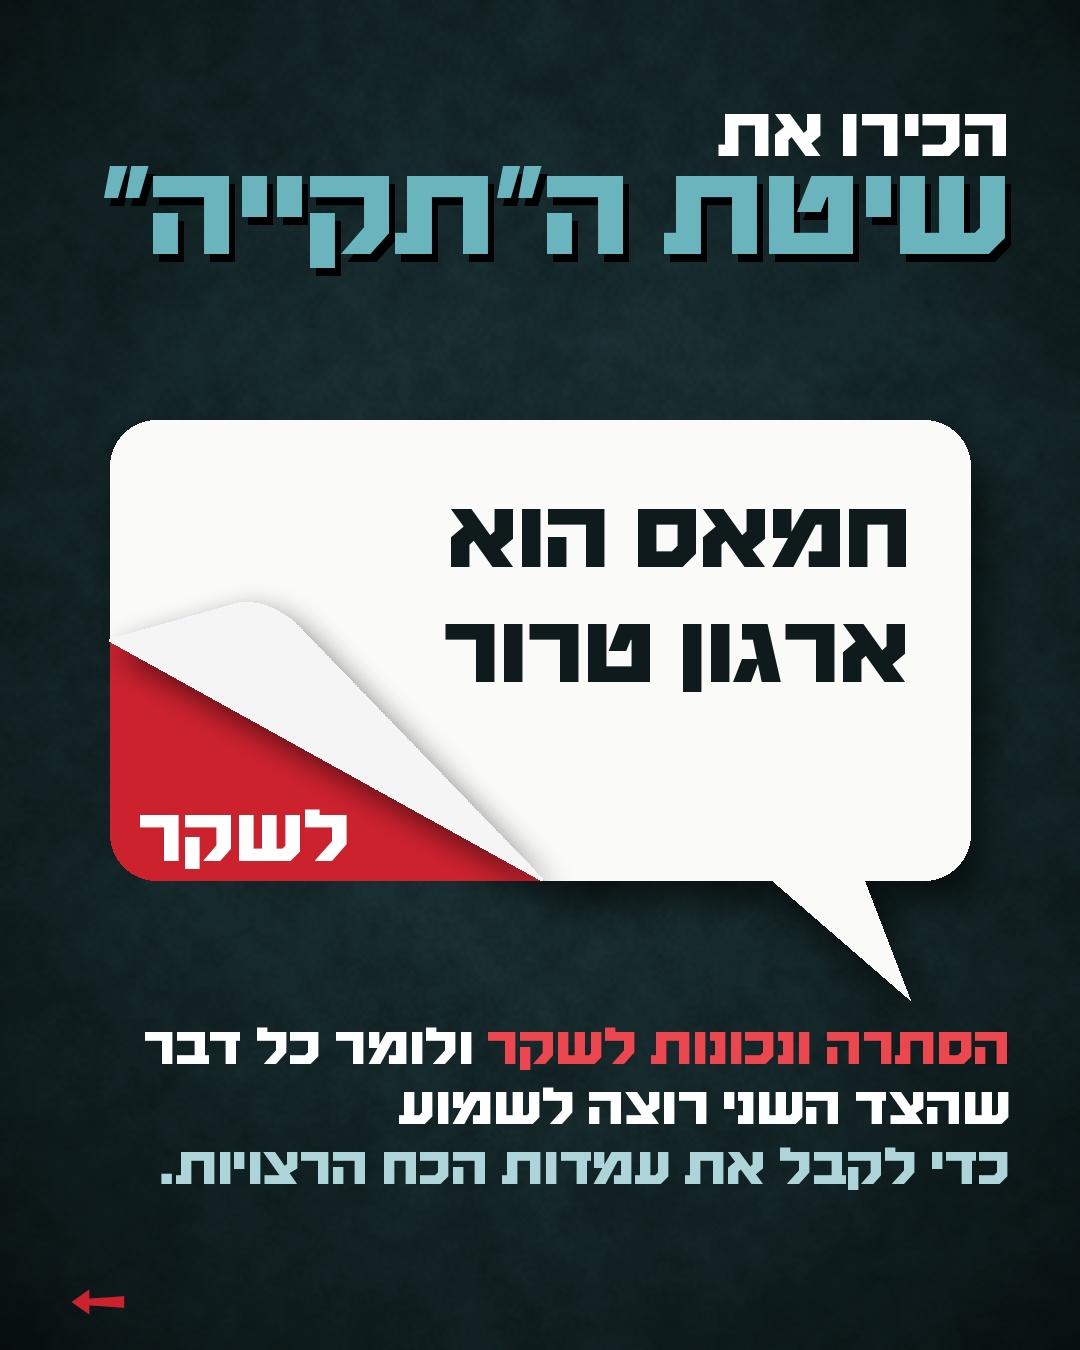 הכירו את
שיטת ה"תקייה"
חמאס הוא
ארגון טרור
לשקר
הסתרה ונכונות לשקר ולומר כל דבר
שהצד השני רוצה לשמוע
כדי לקבל את עמדות הכח הרצויות.